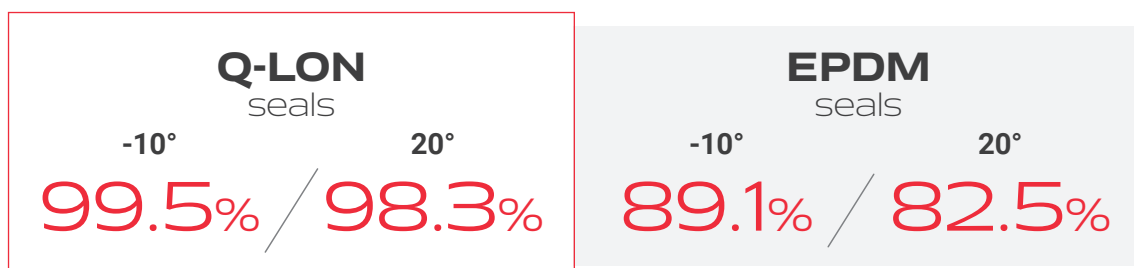 Q-LON
seals
-10° 20°
99.5% / 98.3%
EPDM
seals
-10° 20°
89.1% / 82.5%